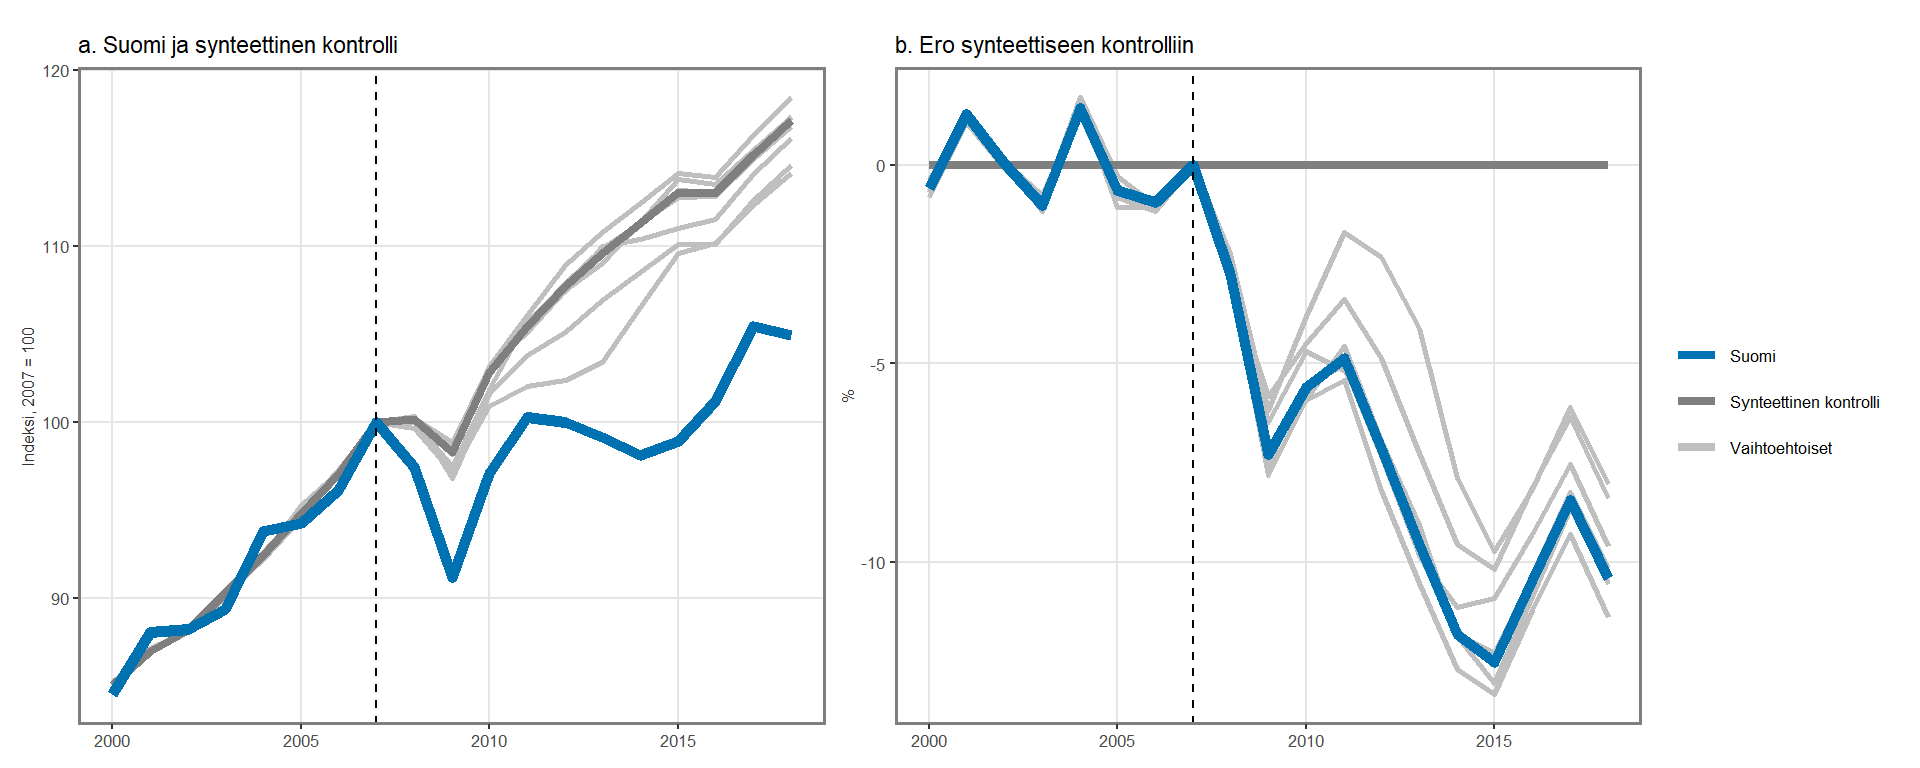 a. Suomi ja synteettinen kontrolli
Indeksi, 2007 = 100
120
110
100
90
2000
2005
2010
2015
b. Ero synteettiseen kontrolliin
%
0
-5
-10
2000
2005
2010
2015
Suomi
Synteettinen kontrolli
Vaihtoehtoiset